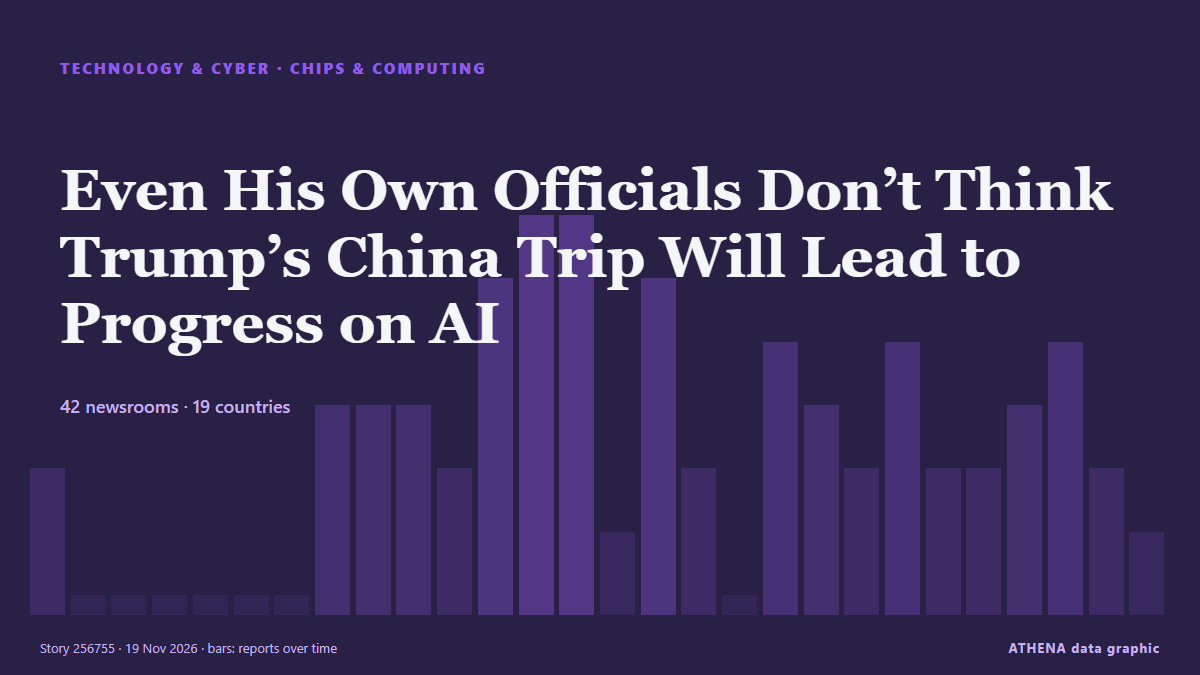 TECHNOLOGY & CYBER · CHIPS & COMPUTING
Even His Own Officials Don’t Think
Trump’s China Trip Will Lead to
Progress on AI
42 newsrooms · 19 countries
Story 256755 · 19 Nov 2026 · bars: reports over time
ATHENA data graphic